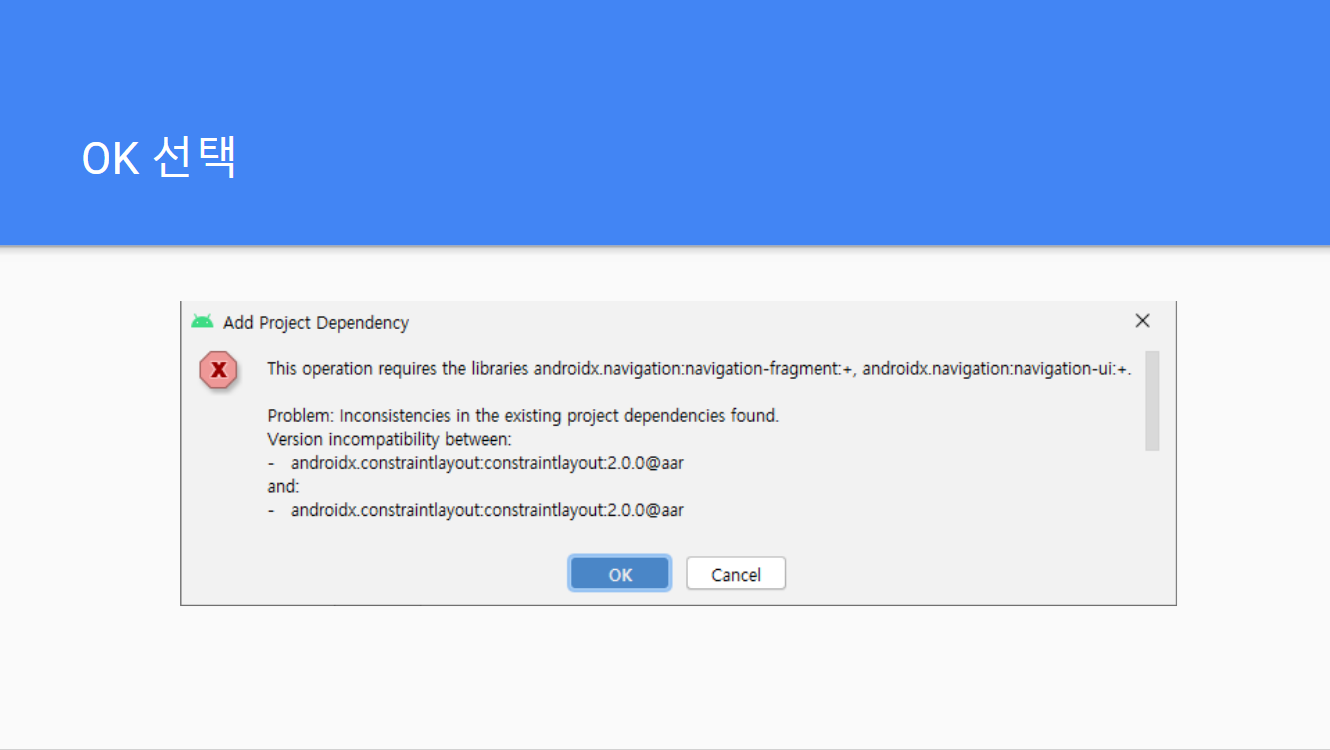 OK 선택
Add Project Dependency
This operation requires the libraries androidx.navigation:navigation-fragment:+, androidx.navigation:navigation-ui:+.
Problem: Inconsistencies in the existing project dependencies found.
Version incompatibility between:
- androidx.constraintlayout:constraintlayout:2.0.0@aar
and:
- androidx.constraintlayout:constraintlayout:2.0.0@aar
OK Cancel